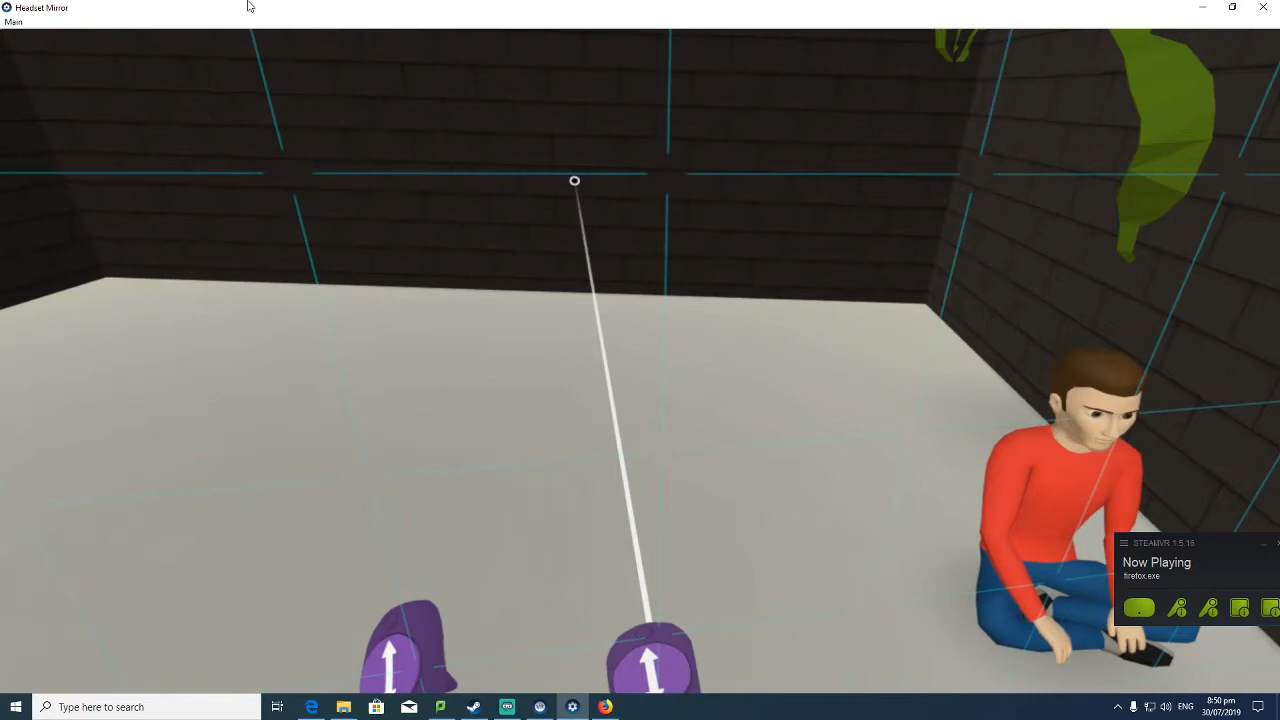 Headset Mirror
Main
STEAMVR 1.5.16
Now Playing
firefox.exe
Type here to search
ENG
8:50 pm
30/07/2019